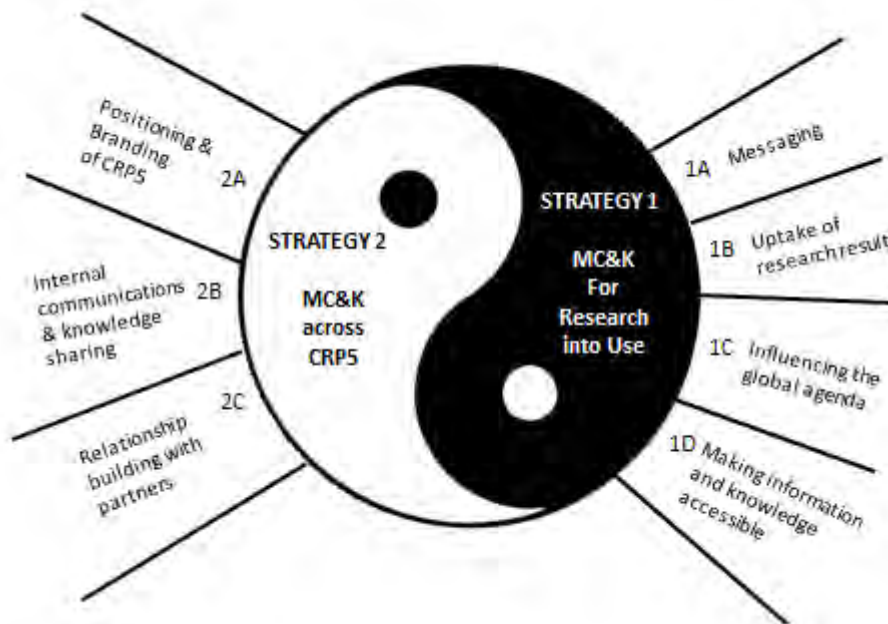 Positioning &
Branding
of CRP5
2A
Internal
communications
& knowledge
sharing
2B
Relationship
building with
partners
2C
STRATEGY 2
MC&K
across
CRP5
STRATEGY 1
MC&K
For
Research
into Use
1A Messaging
1B Uptake of
research result
1C Influencing the
global agenda
1D Making information
and knowledge
accessible